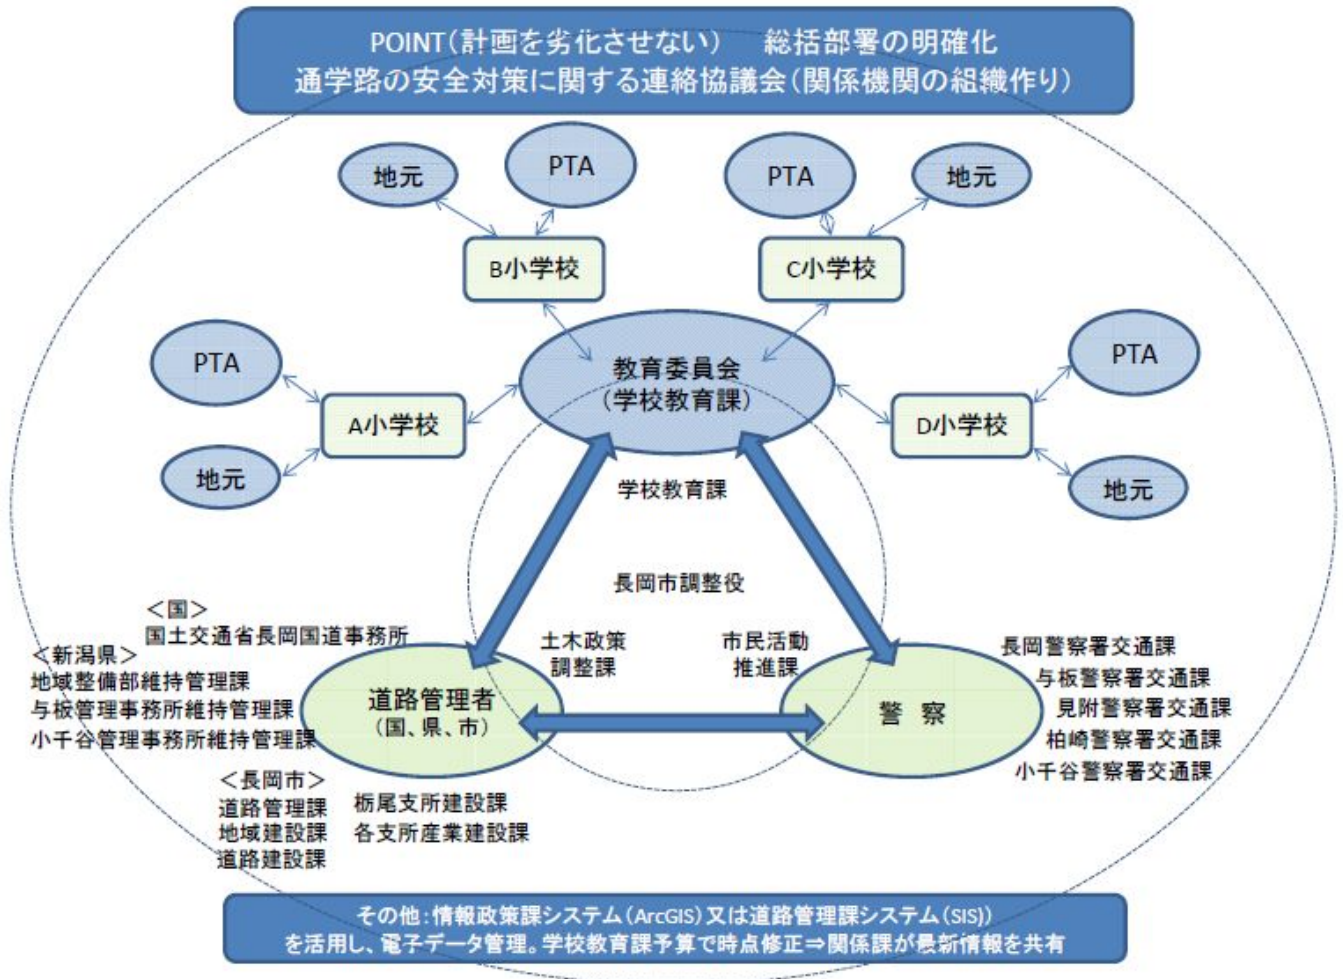 POINT(計画を劣化させない)　総括部署の明確化
通学路の安全対策に関する連絡協議会(関係機関の組織作り)
地元
PTA
PTA
地元
B小学校
C小学校
PTA
A小学校
地元
教育委員会
(学校教育課)
PTA
D小学校
地元
学校教育課
長岡市調整役
土木政策
調整課
市民活動
推進課
<国>
国土交通省長岡国道事務所
<新潟県>
地域整備部維持管理課
与板管理事務所維持管理課
小千谷管理事務所維持管理課
道路管理者
(国、県、市)
<長岡市>
道路管理課
地域建設課
道路建設課
栃尾支所建設課
各支所産業建設課
警 察
長岡警察署交通課
与板警察署交通課
見附警察署交通課
柏崎警察署交通課
小千谷警察署交通課
その他:情報政策課システム(ArcGIS)又は道路管理課システム(SIS))
を活用し、電子データ管理。学校教育課予算で時点修正⇒関係課が最新情報を共有